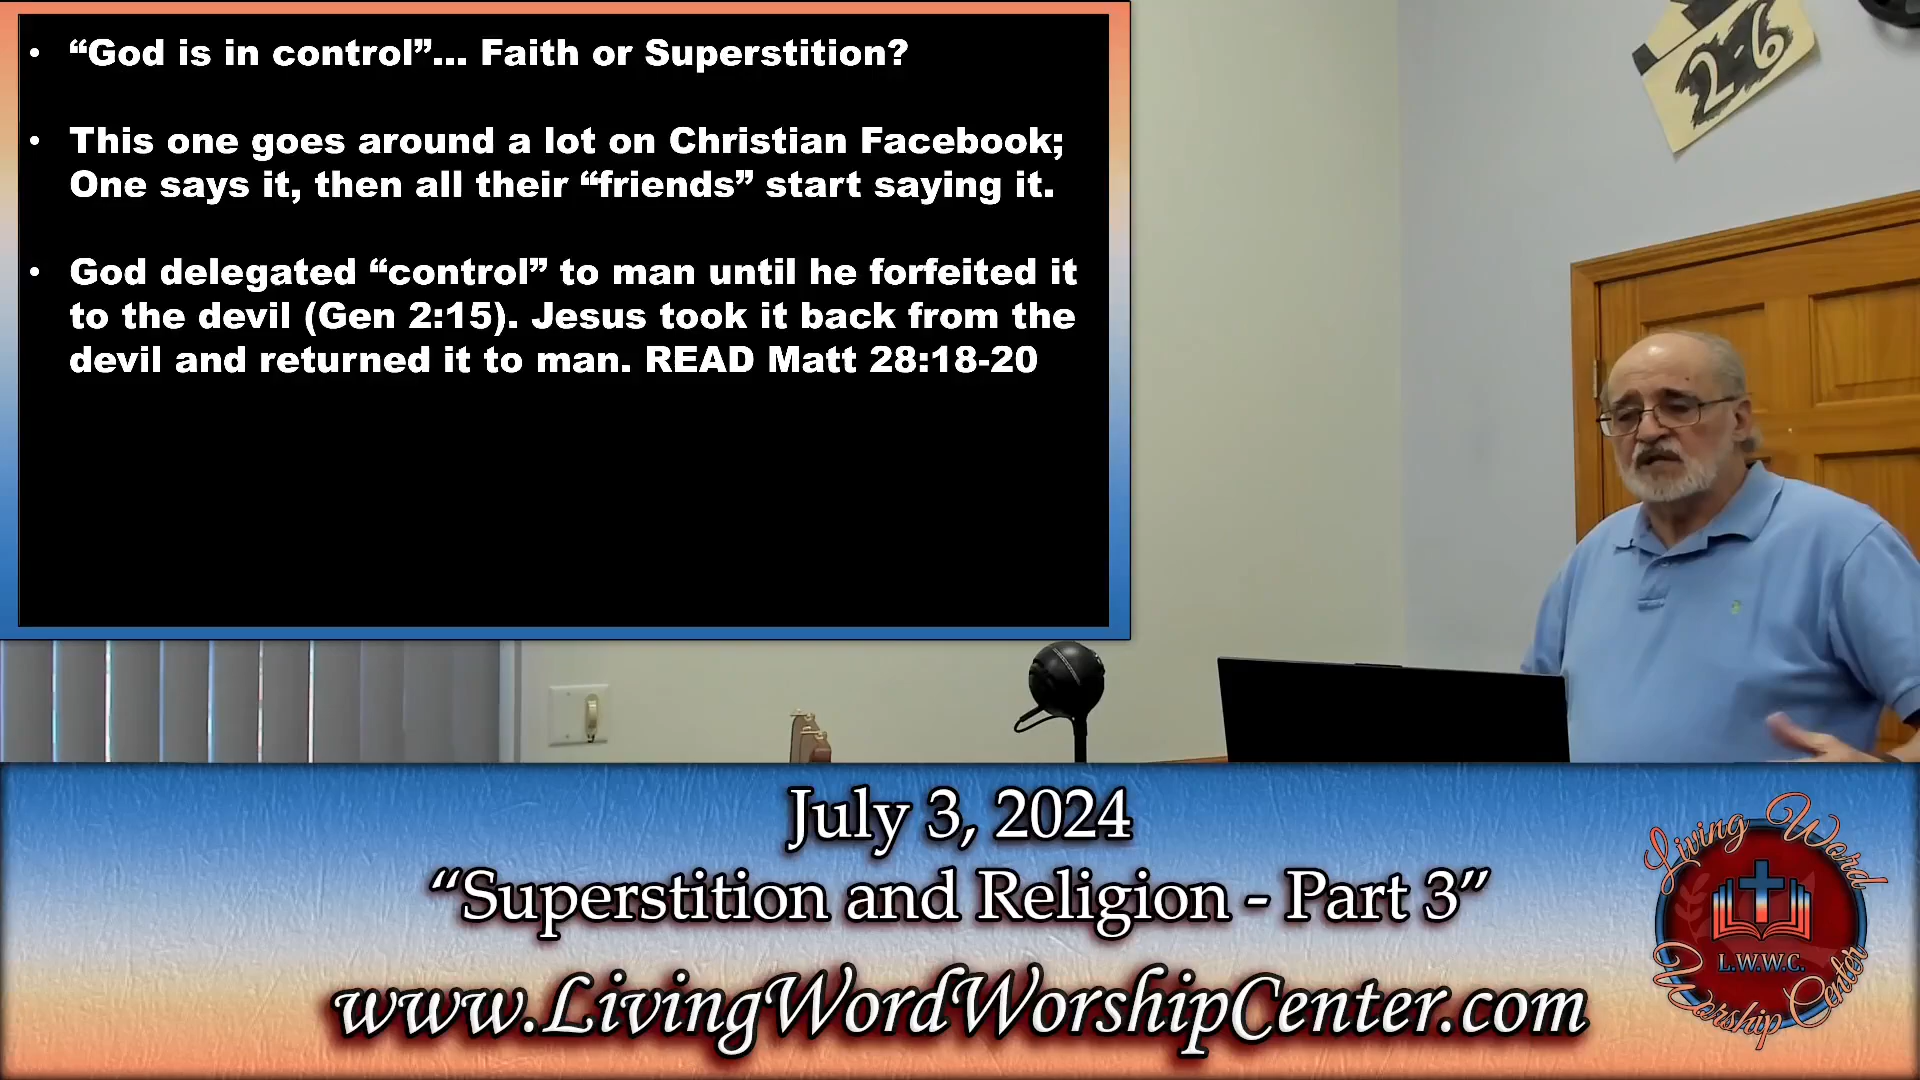 • “God is in control”... Faith or Superstition?
• This one goes around a lot on Christian Facebook;
One says it, then all their “friends” start saying it.
• God delegated “control” to man until he forfeited it
to the devil (Gen 2:15). Jesus took it back from the
devil and returned it to man. READ Matt 28:18-20
26
July 3, 2024
“Superstition and Religion - Part 3”
www.LivingWordWorshipCenter.com
Living Word
L.W.W.C.
Worship Center